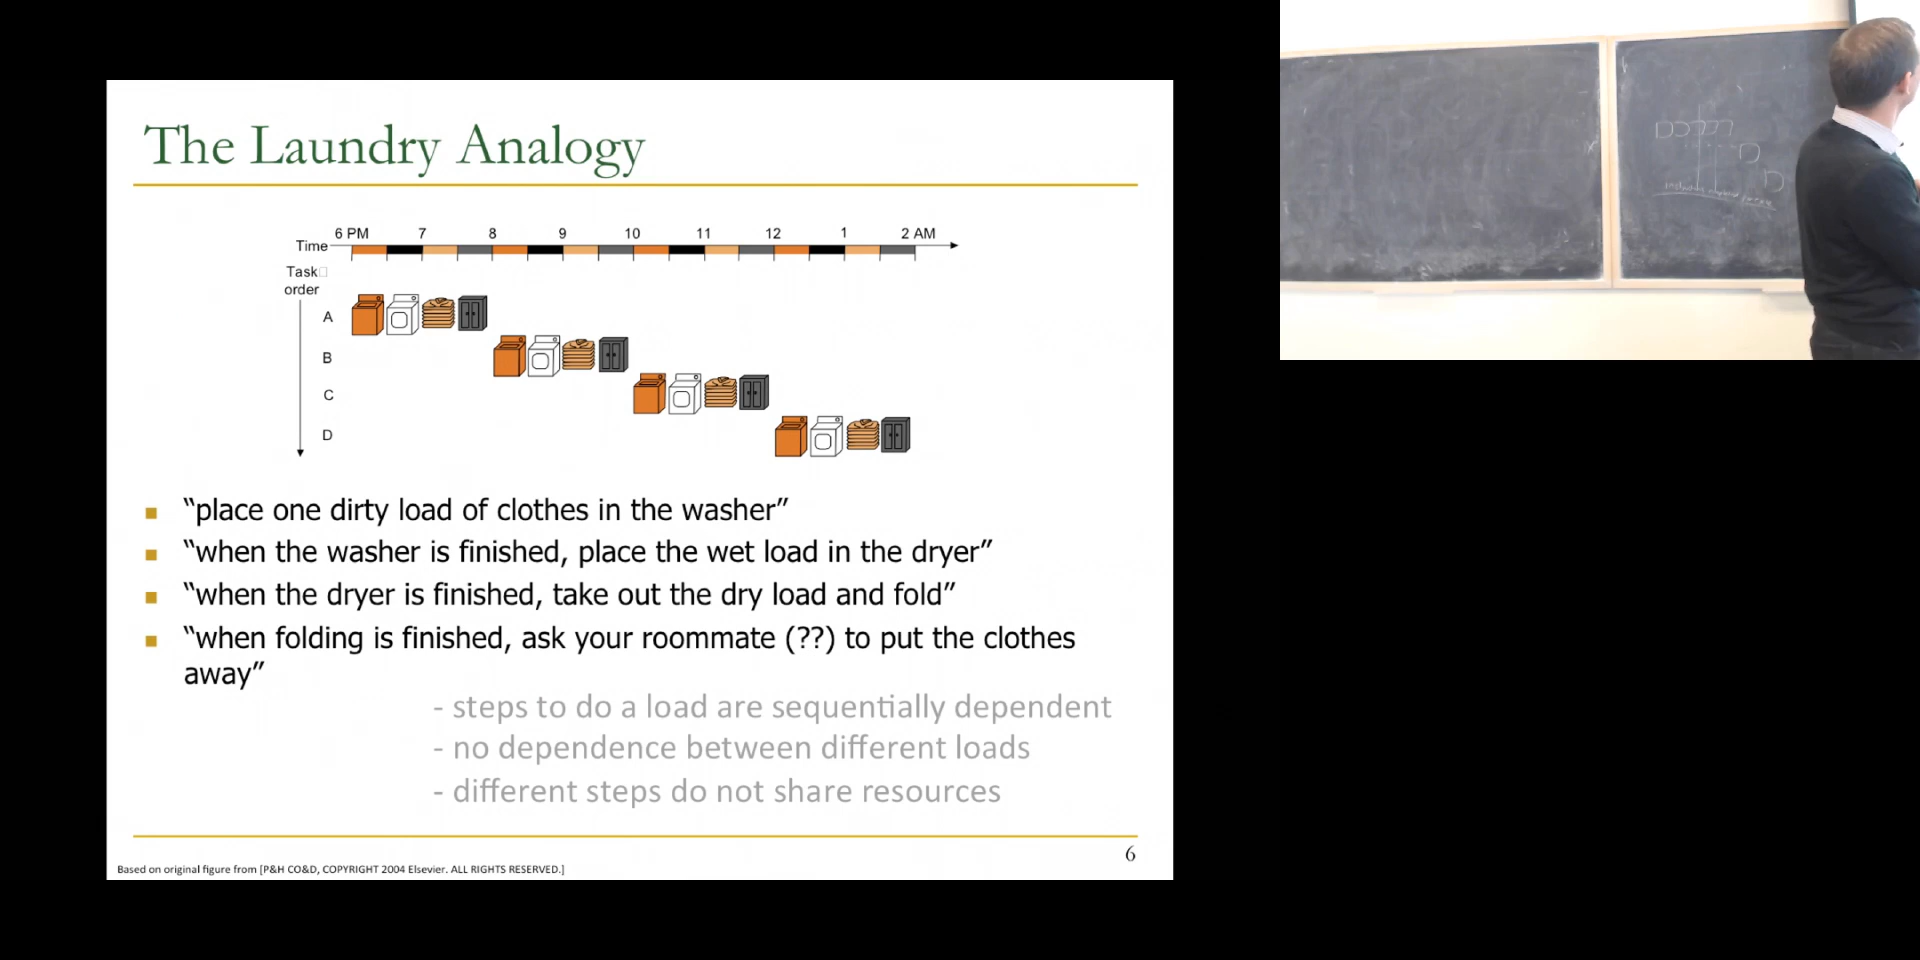 The Laundry Analogy
6 PM 7 8 9 10 11 12 1 2 AM
Time
Task
order
A
B
C
D
“place one dirty load of clothes in the washer”
“when the washer is finished, place the wet load in the dryer”
“when the dryer is finished, take out the dry load and fold”
“when folding is finished, ask your roommate (??) to put the clothes
away”
- steps to do a load are sequentially dependent
- no dependence between different loads
- different steps do not share resources
6
Based on original figure from [P&H CO&D, COPYRIGHT 2004 Elsevier. ALL RIGHTS RESERVED.]